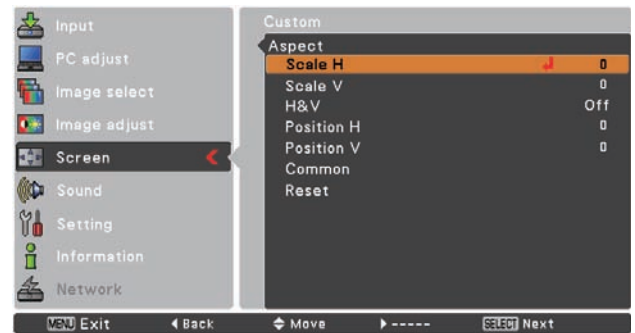 Input
PC adjust
Image select
Image adjust
Screen
Sound
Setting
Information
Network
Custom
Aspect
Scale H 0
Scale V 0
H&V Off
Position H 0
Position V 0
Common
Reset
MENU Exit Back Move ----- SELECT Next